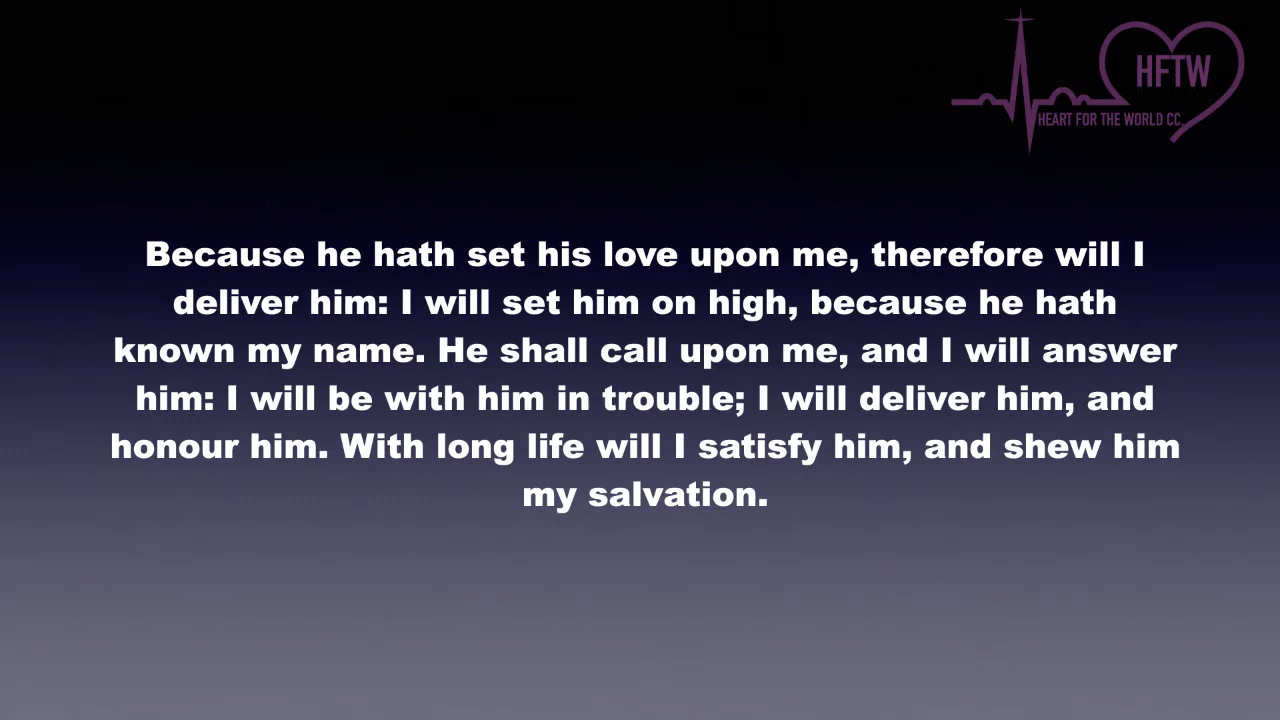 HFTW
HEART FOR THE WORLD CC.
Because he hath set his love upon me, therefore will I
deliver him: I will set him on high, because he hath
known my name. He shall call upon me, and I will answer
him: I will be with him in trouble; I will deliver him, and
honour him. With long life will I satisfy him, and shew him
my salvation.